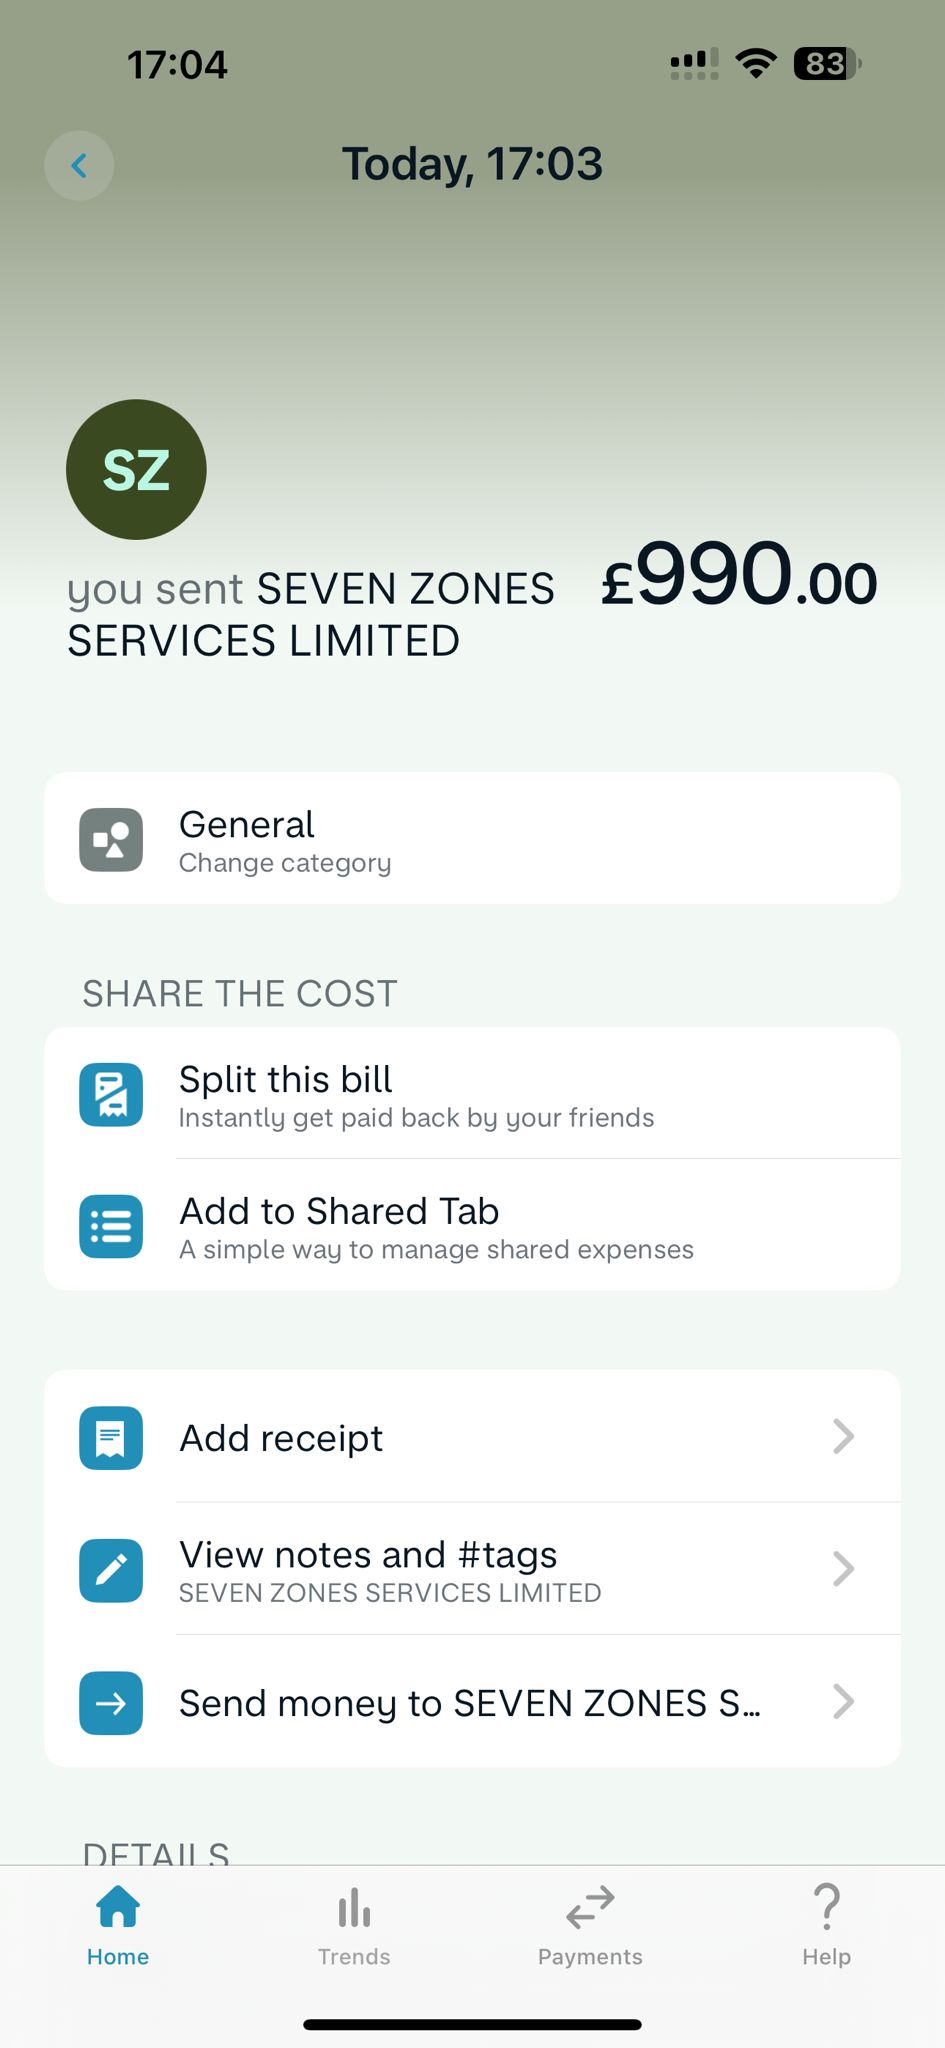 17:04
83
Today, 17:03
SZ
you sent SEVEN ZONES
SERVICES LIMITED
£990.00
General
Change category
SHARE THE COST
Split this bill
Instantly get paid back by your friends
Add to Shared Tab
A simple way to manage shared expenses
Add receipt
View notes and #tags
SEVEN ZONES SERVICES LIMITED
Send money to SEVEN ZONES S...
DETAILS
Home
Trends
Payments
Help